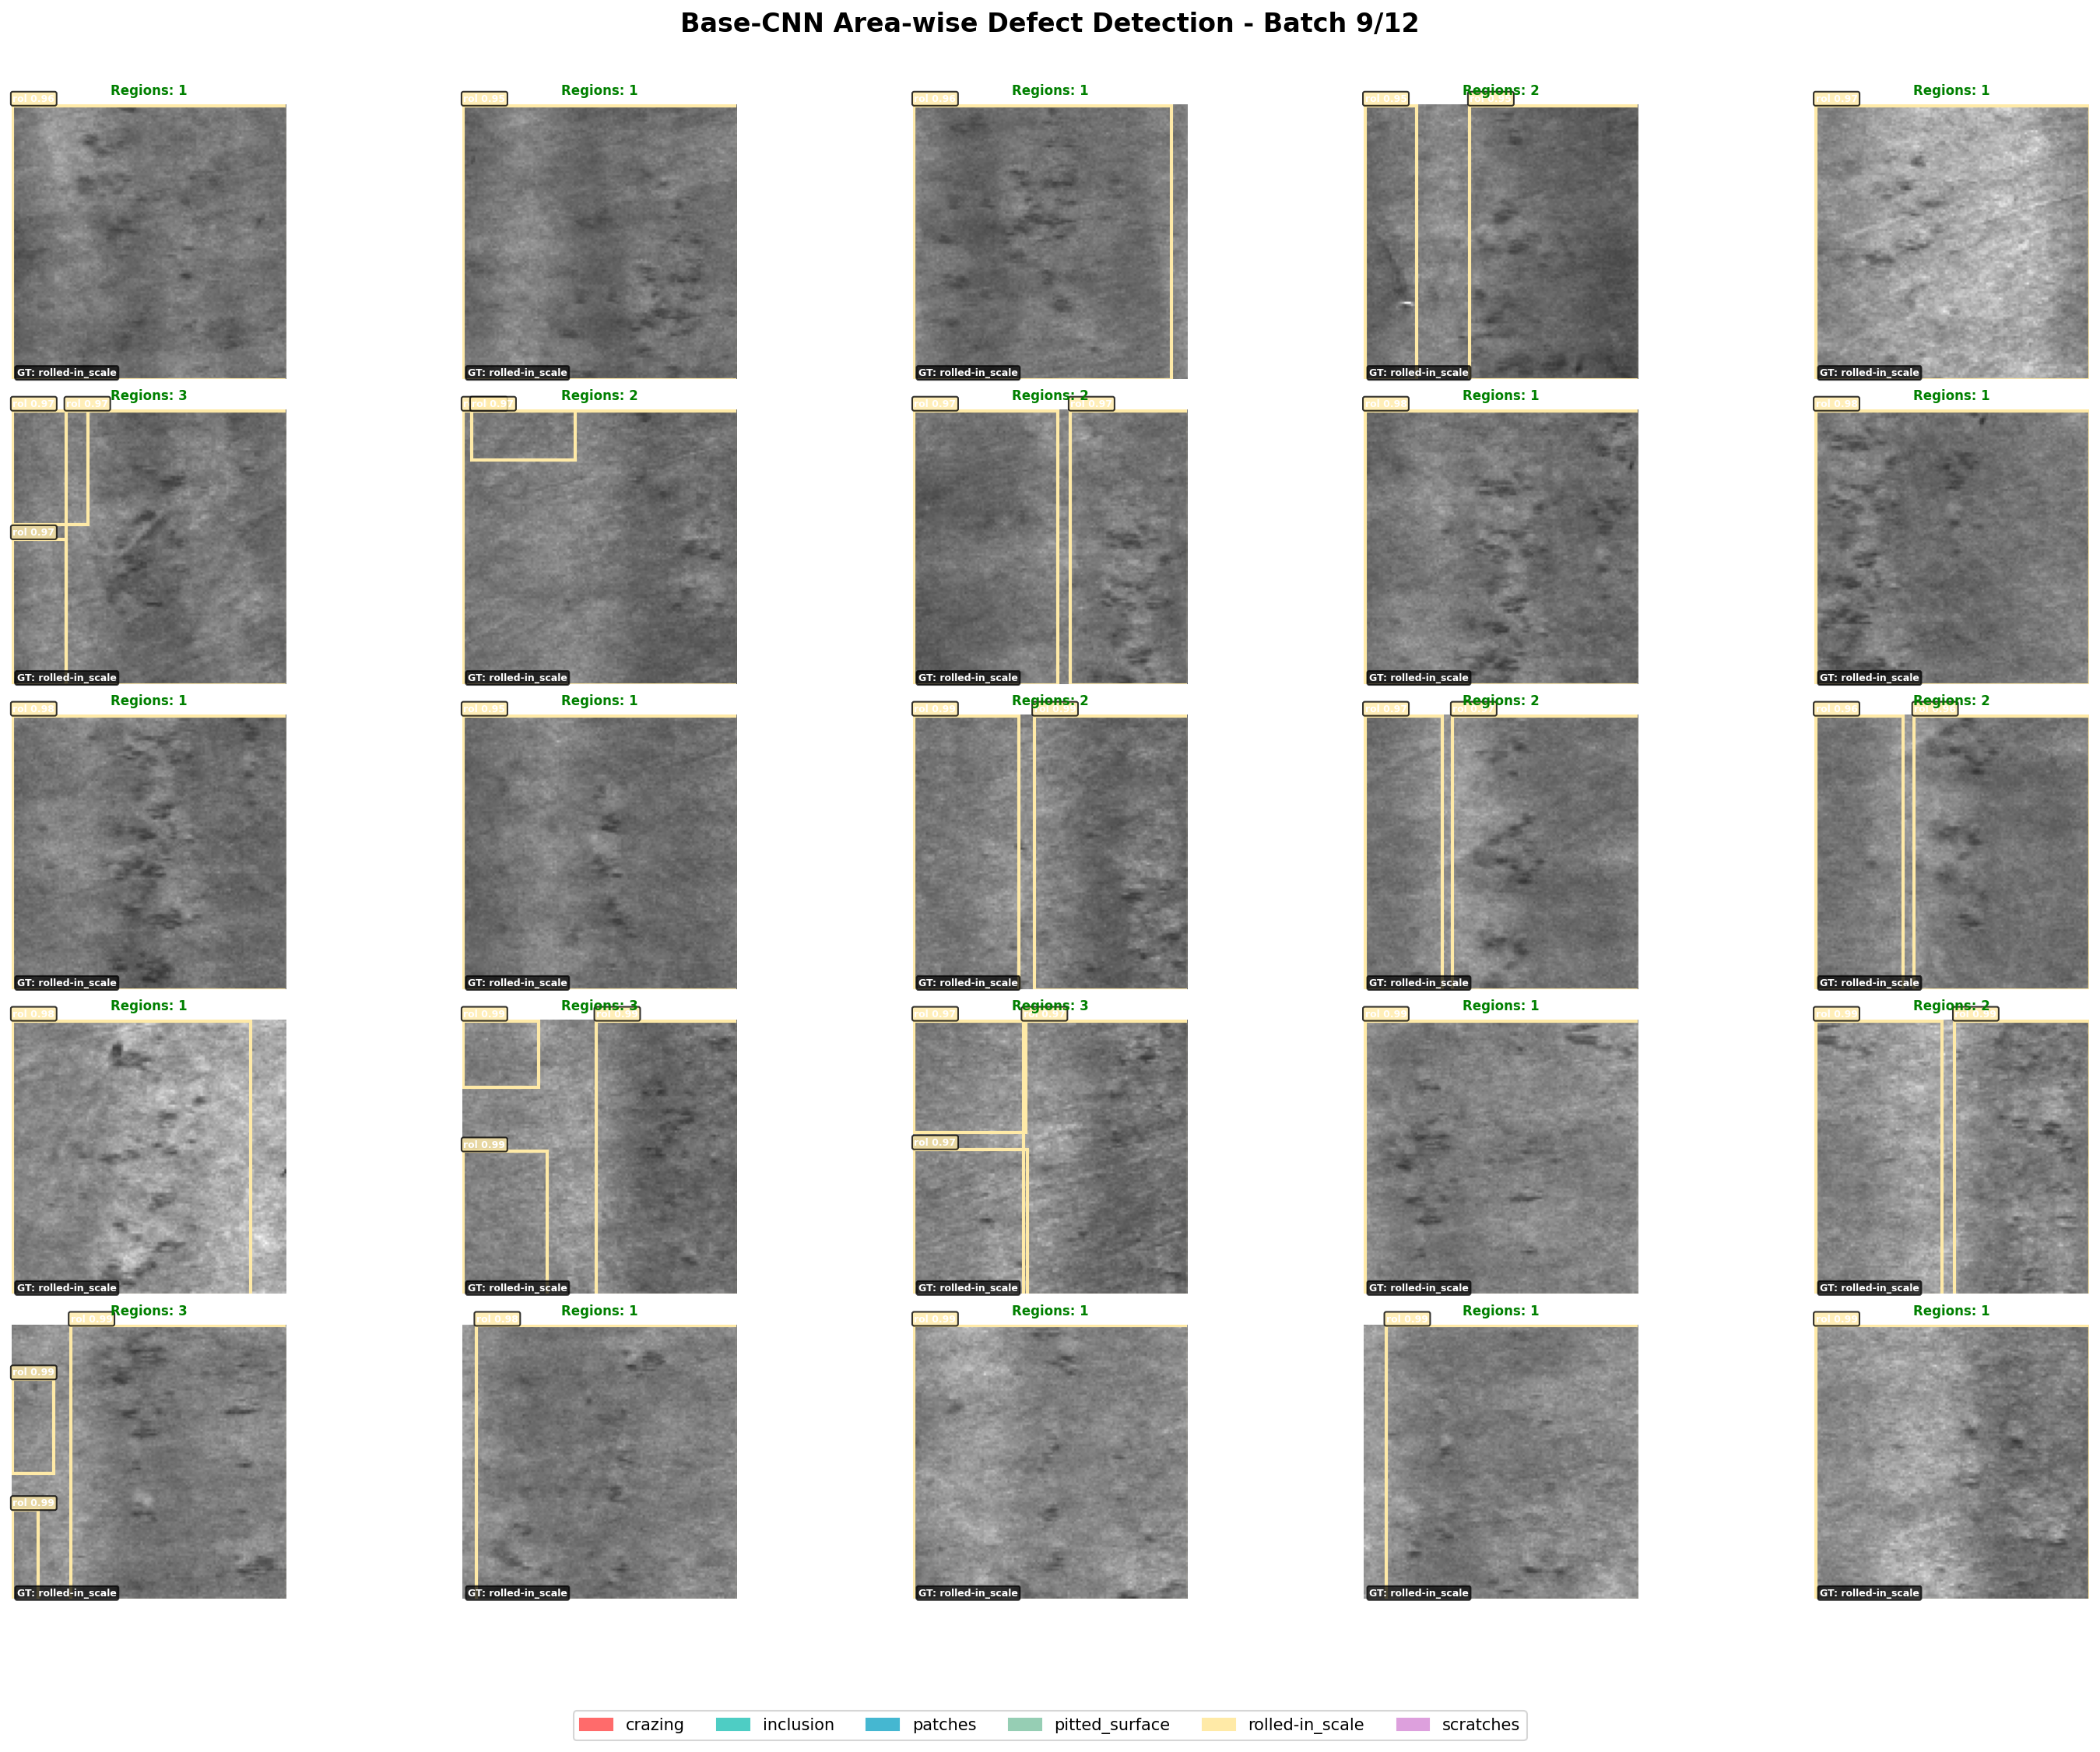 Base-CNN Area-wise Defect Detection - Batch 9/12
Regions: 1
Regions: 1
Regions: 1
Regions: 2
Regions: 1
GT: rolled-in_scale
GT: rolled-in_scale
GT: rolled-in_scale
GT: rolled-in_scale
GT: rolled-in_scale
Regions: 3
Regions: 2
Regions: 2
Regions: 1
Regions: 1
rol 0.97
GT: rolled-in_scale
GT: rolled-in_scale
GT: rolled-in_scale
GT: rolled-in_scale
GT: rolled-in_scale
Regions: 1
Regions: 1
Regions: 2
Regions: 2
Regions: 2
GT: rolled-in_scale
GT: rolled-in_scale
GT: rolled-in_scale
GT: rolled-in_scale
GT: rolled-in_scale
Regions: 1
Regions: 3
Regions: 3
Regions: 1
Regions: 2
rol 0.99
rol 0.97
GT: rolled-in_scale
GT: rolled-in_scale
GT: rolled-in_scale
GT: rolled-in_scale
GT: rolled-in_scale
Regions: 3
Regions: 1
Regions: 1
Regions: 1
Regions: 1
rol 0.99
rol 0.99
GT: rolled-in_scale
GT: rolled-in_scale
GT: rolled-in_scale
GT: rolled-in_scale
GT: rolled-in_scale
crazing inclusion patches pitted_surface rolled-in_scale scratches